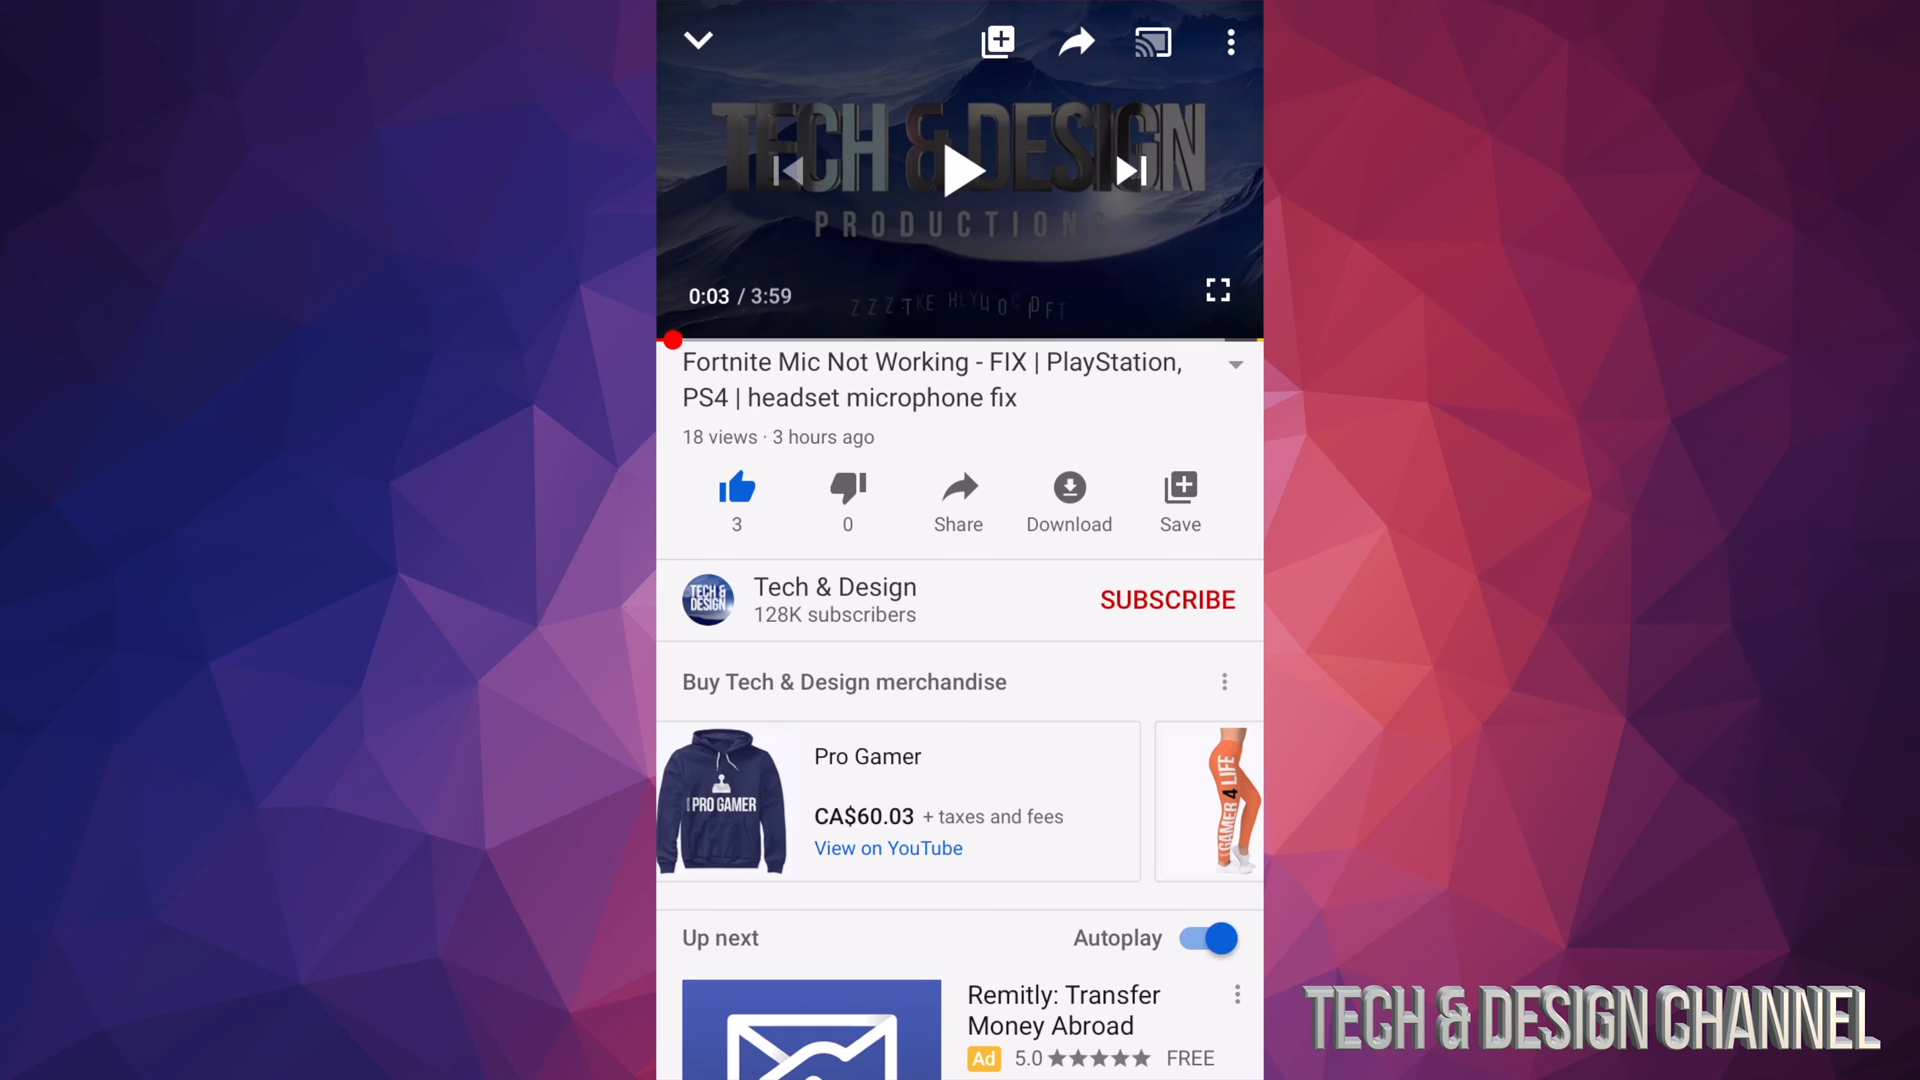 TECH & DESIGN
PRODUCTIONS
0:03 / 3:59
Fortnite Mic Not Working - FIX | PlayStation,
PS4 | headset microphone fix
18 views · 3 hours ago
3
0
Share
Download
Save
TECH &
DESIGN
Tech & Design
128K subscribers
SUBSCRIBE
Buy Tech & Design merchandise
PRO GAMER
Pro Gamer
CA$60.03 + taxes and fees
View on YouTube
GAMER 4 LIFE
Up next
Autoplay
Remitly: Transfer
Money Abroad
Ad 5.0 ★★★★★ FREE
TECH & DESIGN CHANNEL